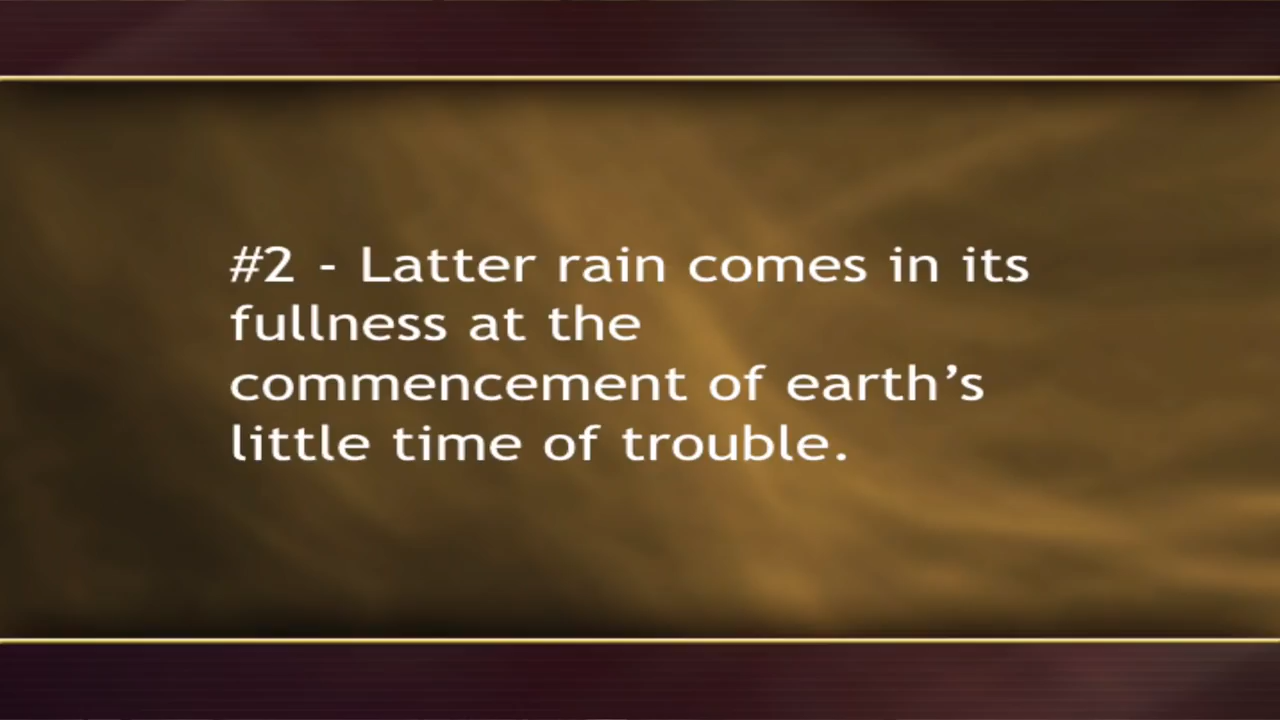 #2 - Latter rain comes in its
fullness at the
commencement of earth’s
little time of trouble.